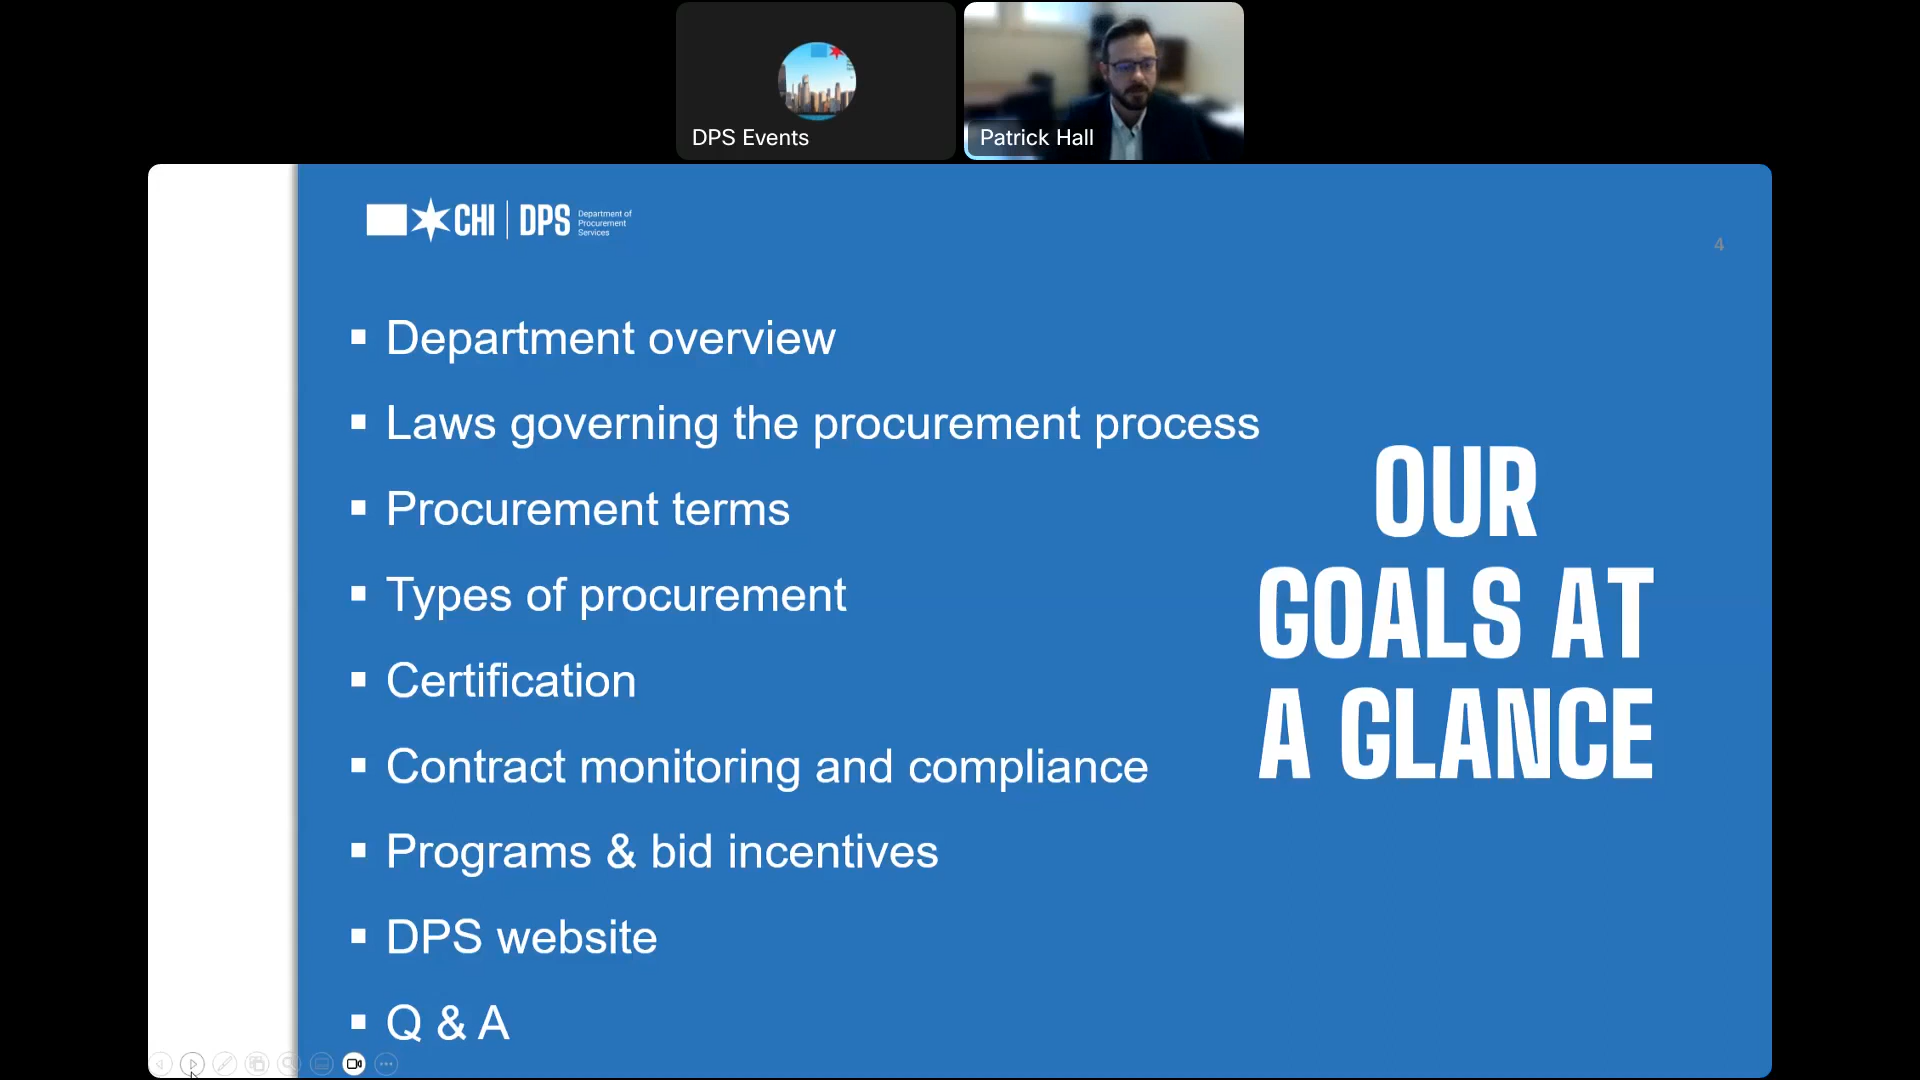 DPS Events
Patrick Hall
CHI DPS
Department of
Procurement
Services
4
Department overview
Laws governing the procurement process
Procurement terms
Types of procurement
Certification
Contract monitoring and compliance
Programs & bid incentives
DPS website
Q & A
OUR
GOALS AT
A GLANCE